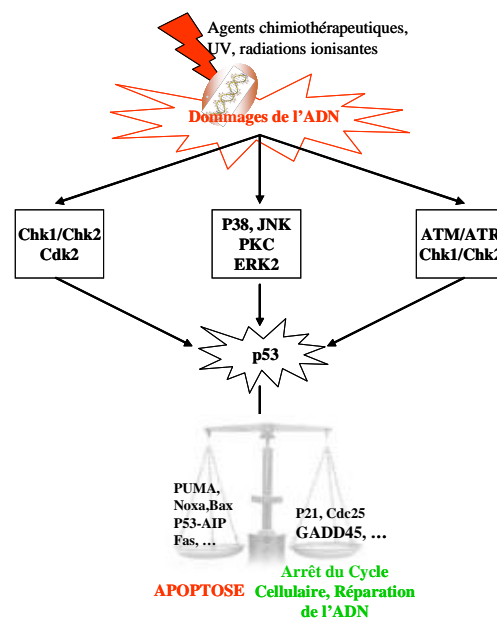 Agents chimiothérapeutiques,
UV, radiations ionisantes
Dommages de l'ADN
Chk1/Chk2
Cdk2
P38, JNK
PKC
ERK2
ATM/ATR
Chk1/Chk2
p53
PUMA,
Noxa,Bax
P53-AIP
Fas, ...
P21, Cdc25
GADD45, ...
APOPTOSE
Arrêt du Cycle
Cellulaire, Réparation
de l'ADN